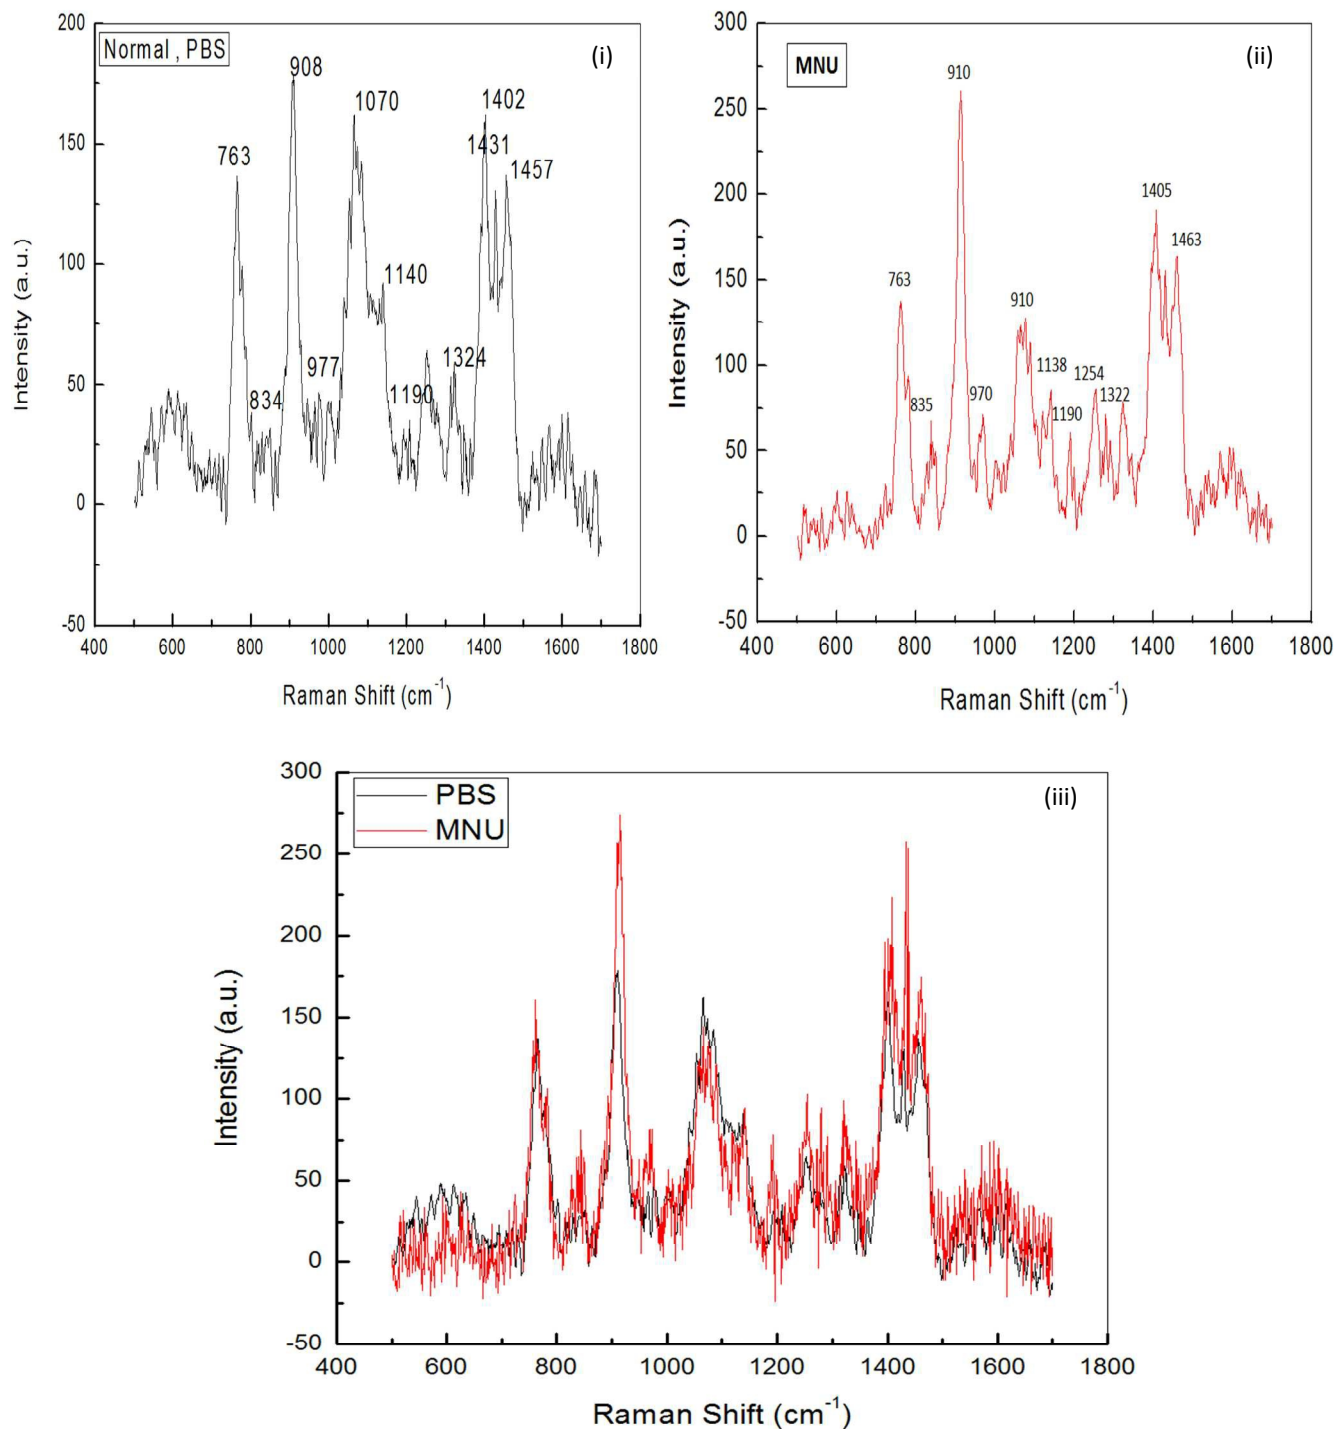 Normal , PBS
(i)
200
150
100
50
0
-50
400 600 800 1000 1200 1400 1600 1800
Intensity (a.u.)
Raman Shift (cm⁻¹)
763
834
908
977
1070
1140
1190
1324
1402
1431
1457
MNU
(ii)
300
250
200
150
100
50
0
-50
400 600 800 1000 1200 1400 1600 1800
Intensity (a.u.)
Raman Shift (cm⁻¹)
763
835
910
970
910
1138
1190
1254
1322
1405
1463
PBS
MNU
(iii)
300
250
200
150
100
50
0
-50
400 600 800 1000 1200 1400 1600 1800
Intensity (a.u.)
Raman Shift (cm⁻¹)